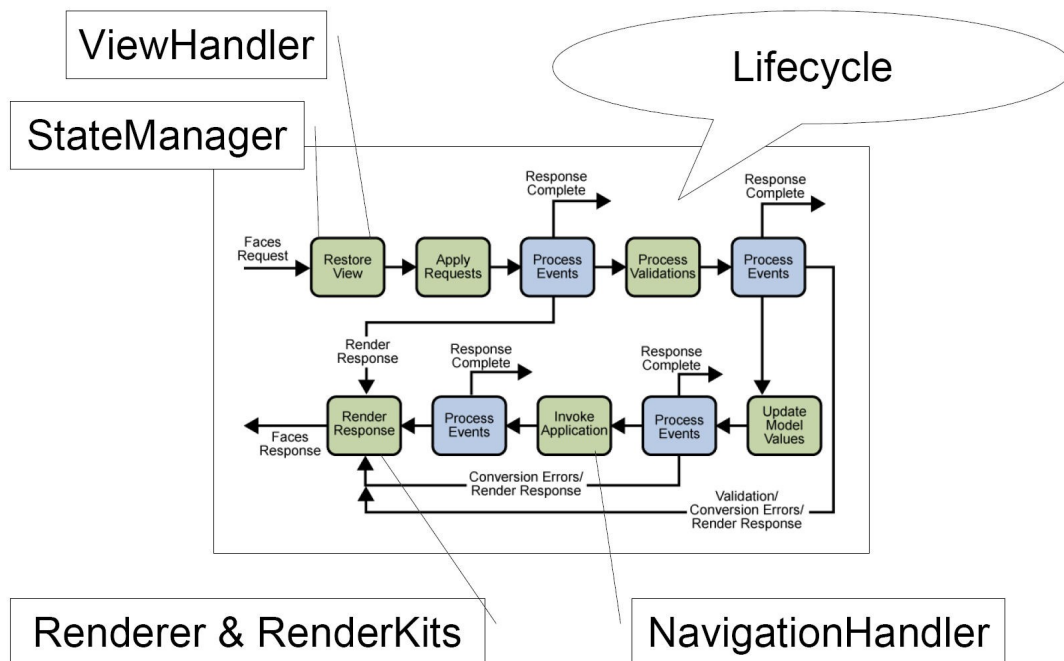 ViewHandler
Lifecycle
StateManager
Response
Complete
Response
Complete
Faces
Request
Restore
View
Apply
Requests
Process
Events
Process
Validations
Process
Events
Render
Response
Response
Complete
Response
Complete
Faces
Response
Render
Response
Process
Events
Invoke
Application
Process
Events
Update
Model
Values
Conversion Errors/
Render Response
Validation/
Conversion Errors/
Render Response
Renderer & RenderKits
NavigationHandler